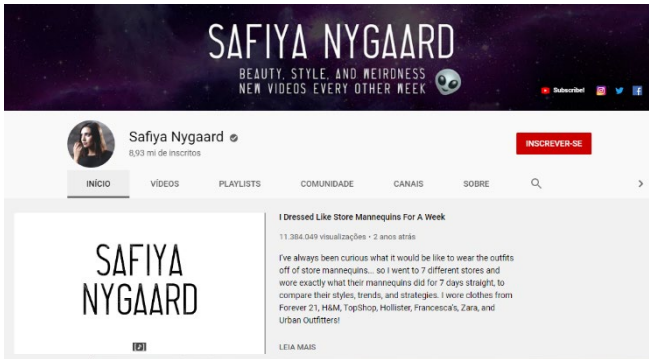 SAFIYA NYGAARD
BEAUTY, STYLE, AND WEIRDNESS
NEW VIDEOS EVERY OTHER WEEK
Subscribe!
Safiya Nygaard
8,93 mi de inscritos
INSCREVER-SE
INÍCIO VÍDEOS PLAYLISTS COMUNIDADE CANAIS SOBRE
SAFIYA
NYGAARD
I Dressed Like Store Mannequins For A Week
11.384.049 visualizações • 2 anos atrás
I've always been curious what it would be like to wear the outfits
off of store mannequins... so I went to 7 different stores and
wore exactly what their mannequins did for 7 days straight, to
compare their styles, trends, and strategies. I wore clothes from
Forever 21, H&M, TopShop, Hollister, Francesca's, Zara, and
Urban Outfitters!
LEIA MAIS